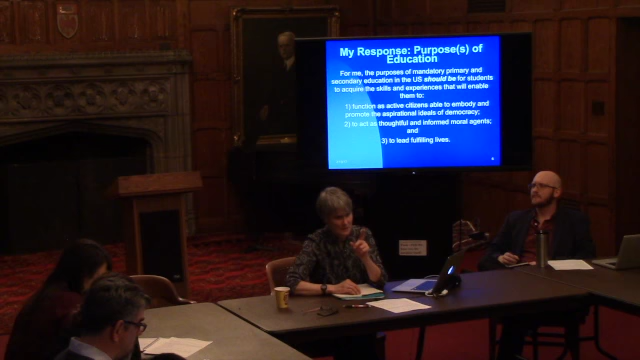 My Response: Purpose(s) of
Education
For me, the purposes of mandatory primary and
secondary education in the US should be for students
to acquire the skills and experiences that will enable
them to:
1) function as active citizens able to embody and
promote the aspirational ideals of democracy;
2) to act as thoughtful and informed moral agents;
and
3) to lead fulfilling lives.